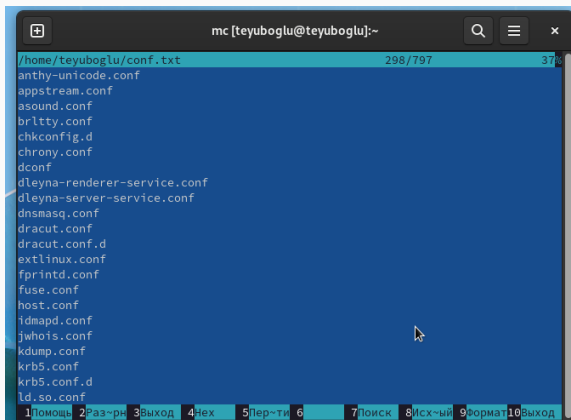 mc [teyuboglu@teyuboglu]:~
/home/teyuboglu/conf.txt 298/797 37%
anthy-unicode.conf
appstream.conf
asound.conf
brltty.conf
chkconfig.d
chrony.conf
dconf
dleyna-renderer-service.conf
dleyna-server-service.conf
dnsmasq.conf
dracut.conf
dracut.conf.d
extlinux.conf
fprintd.conf
fuse.conf
host.conf
idmapd.conf
jwhois.conf
kdump.conf
krb5.conf
krb5.conf.d
ld.so.conf
1Помощь 2Раз~рн 3Выход 4Hex 5Пер~ти 6 7Поиск 8Исх~ый 9Формат 10Выход